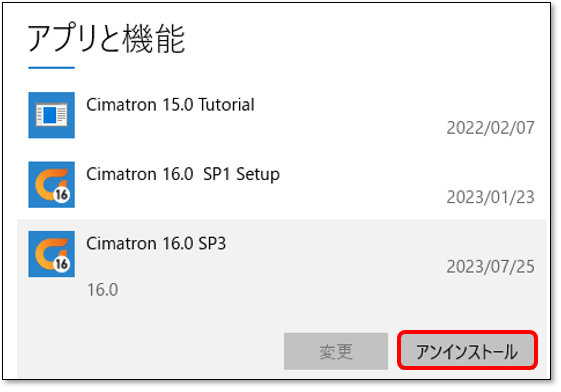 アプリと機能
Cimatron 15.0 Tutorial
2022/02/07
16
Cimatron 16.0  SP1 Setup
2023/01/23
16
Cimatron 16.0 SP3
2023/07/25
16.0
変更
アンインストール